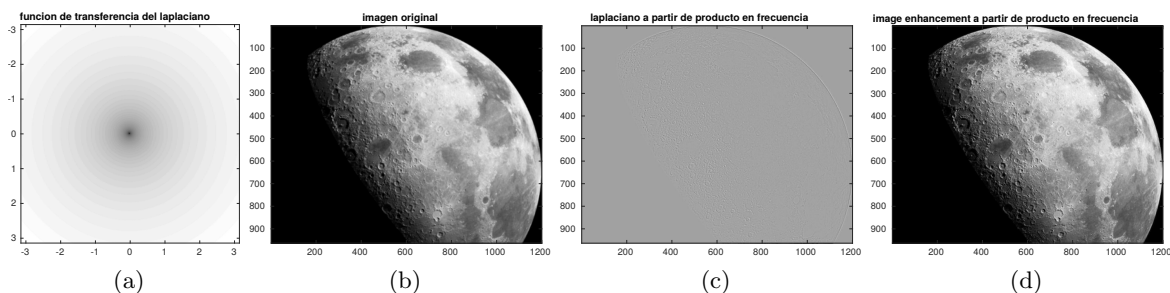 funcion de transferencia del laplaciano
-3
-2
-1
0
1
2
3
-3 -2 -1 0 1 2 3
(a)
imagen original
100
200
300
400
500
600
700
800
900
200 400 600 800 1000 1200
(b)
laplaciano a partir de producto en frecuencia
100
200
300
400
500
600
700
800
900
200 400 600 800 1000 1200
(c)
image enhancement a partir de producto en frecuencia
100
200
300
400
500
600
700
800
900
200 400 600 800 1000 1200
(d)